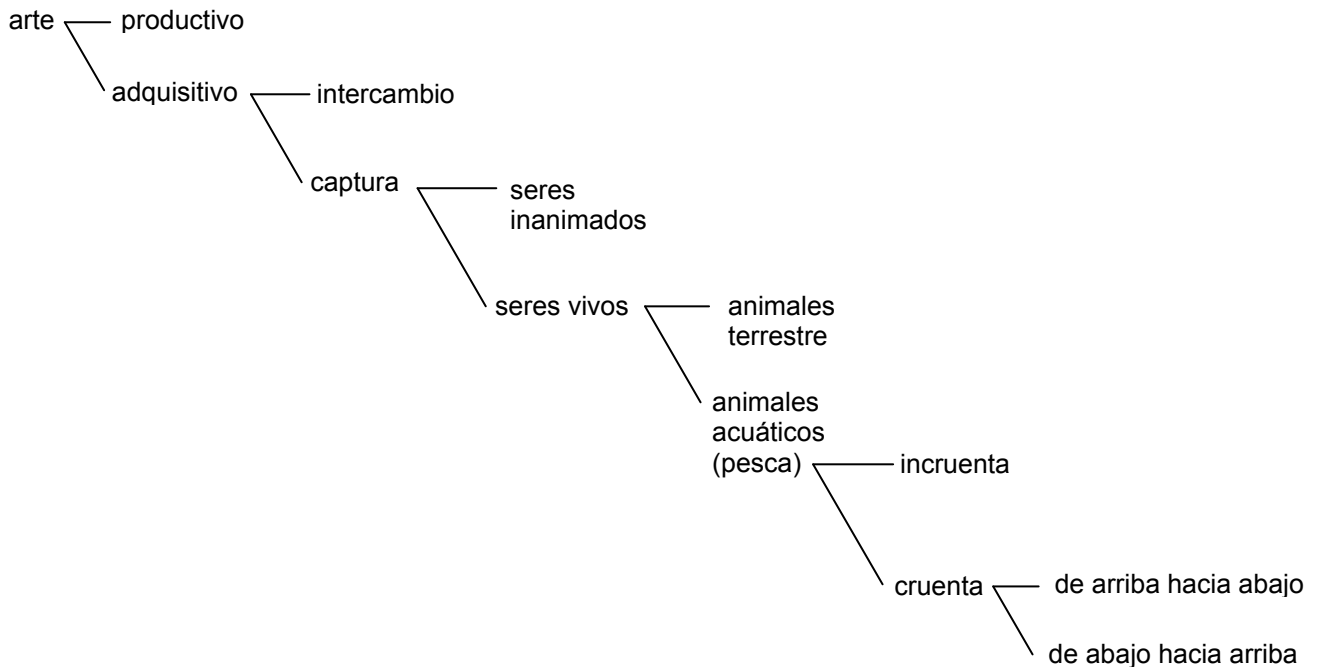 arte productivo
adquisitivo intercambio
captura seres
inanimados
seres vivos animales
terrestre
animales
acuáticos
(pesca) incruenta
cruenta de arriba hacia abajo
de abajo hacia arriba